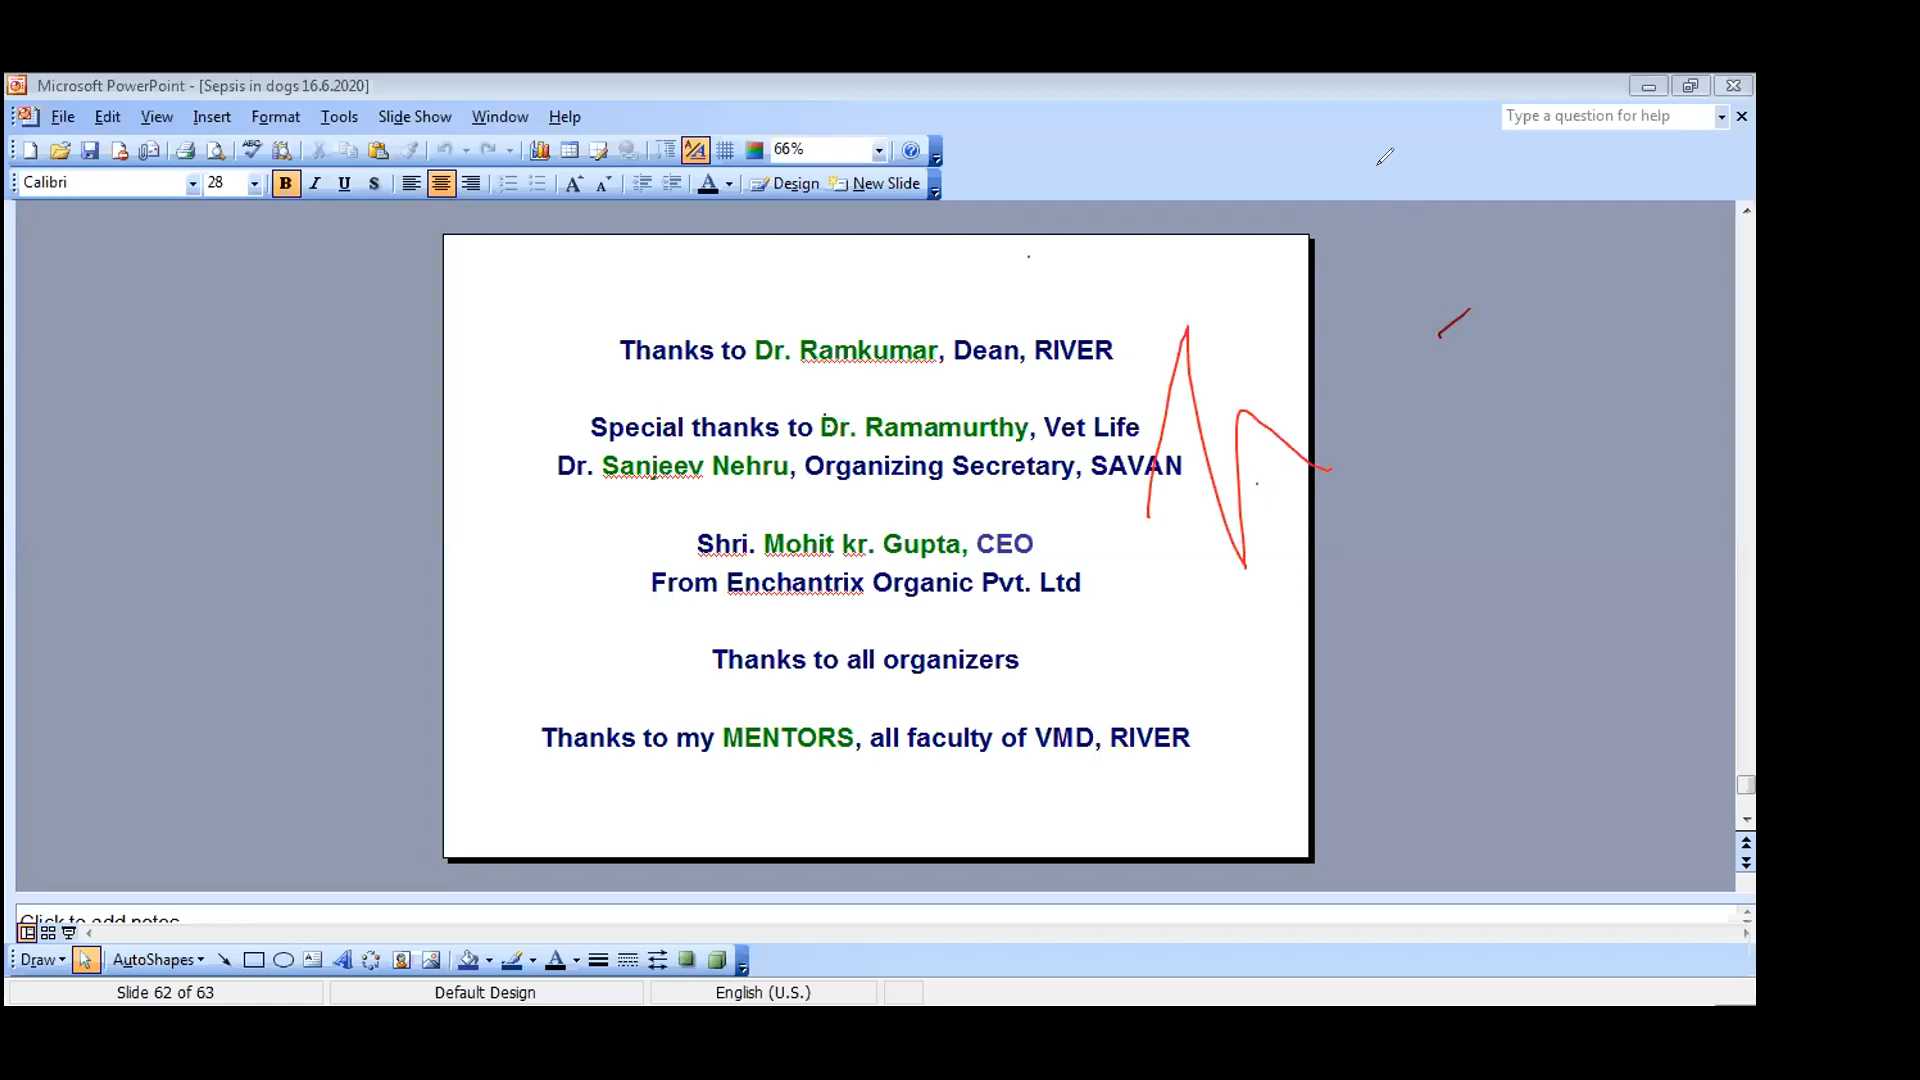 Microsoft PowerPoint - [Sepsis in dogs 16.6.2020]
File Edit View Insert Format Tools Slide Show Window Help
Type a question for help
66%
Calibri 28 B I U S A A A Design New Slide
Thanks to Dr. Ramkumar, Dean, RIVER
Special thanks to Dr. Ramamurthy, Vet Life
Dr. Sanjeev Nehru, Organizing Secretary, SAVAN
Shri. Mohit kr. Gupta, CEO
From Enchantrix Organic Pvt. Ltd
Thanks to all organizers
Thanks to my MENTORS, all faculty of VMD, RIVER
Click to add notes
Draw AutoShapes A
Slide 62 of 63 Default Design English (U.S.)